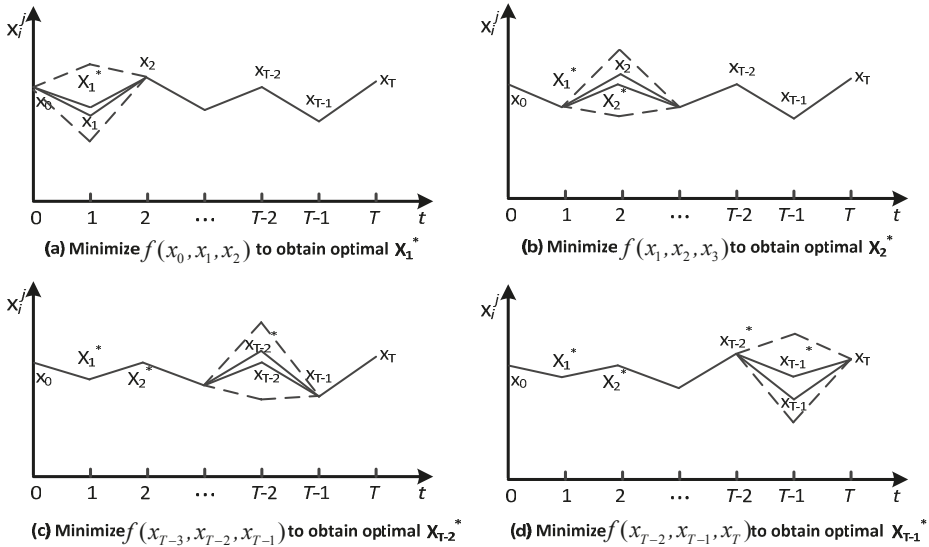 x_i^j
X_1^*
x_2
x_{T-2}
x_T
x_0
x_1
x_{T-1}
0 1 2 ... T-2 T-1 T t
(a) Minimize f(x_0, x_1, x_2) to obtain optimal X_1^*
x_i^j
X_1^*
x_2
x_{T-2}
x_T
x_0
X_2^*
x_{T-1}
0 1 2 ... T-2 T-1 T t
(b) Minimize f(x_1, x_2, x_3) to obtain optimal X_2^*
x_i^j
X_1^*
x_{T-2}^*
x_T
x_0
X_2^*
x_{T-2}
x_{T-1}
0 1 2 ... T-2 T-1 T t
(c) Minimize f(x_{T-3}, x_{T-2}, x_{T-1}) to obtain optimal X_{T-2}^*
x_i^j
x_{T-2}^*
X_1^*
x_{T-1}^*
x_T
x_0
X_2^*
x_{T-1}
0 1 2 ... T-2 T-1 T t
(d) Minimize f(x_{T-2}, x_{T-1}, x_T) to obtain optimal X_{T-1}^*